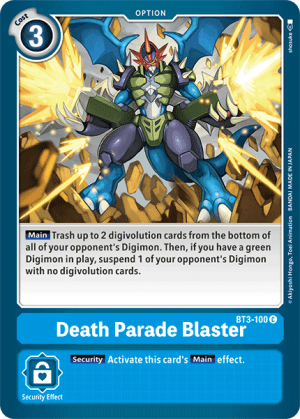 OPTION
Cost
3
shosuke
©Akiyoshi Hongo, Toei Animation BANDAI MADE IN JAPAN
Main Trash up to 2 digivolution cards from the bottom of
all of your opponent's Digimon. Then, if you have a green
Digimon in play, suspend 1 of your opponent's Digimon
with no digivolution cards.
BT3-100 C
Death Parade Blaster
Security Activate this card's Main effect.
Security Effect